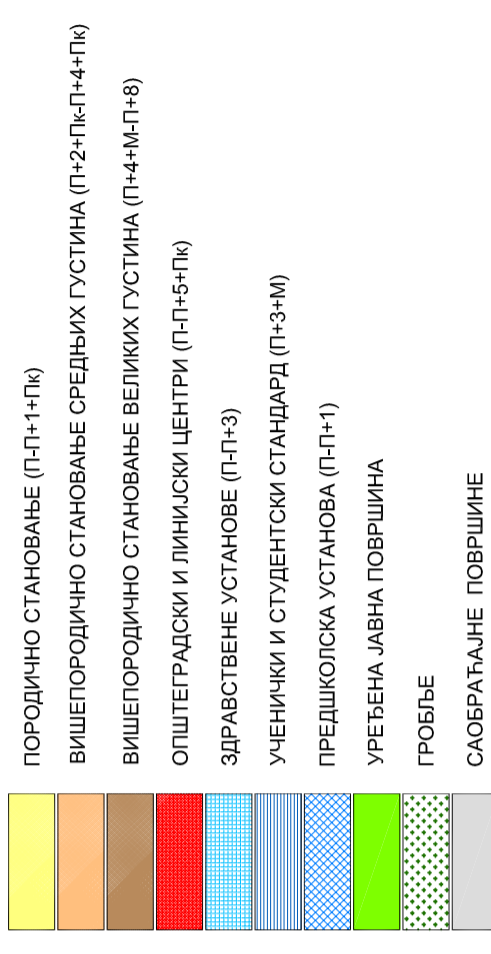 ПОРОДИЧНО СТАНОВАЊЕ (П-П+1+Пк)
ВИШЕПОРОДИЧНО СТАНОВАЊЕ СРЕДЊИХ ГУСТИНА (П+2+Пк-П+4+Пк)
ВИШЕПОРОДИЧНО СТАНОВАЊЕ ВЕЛИКИХ ГУСТИНА (П+4+М-П+8)
ОПШТЕГРАДСКИ И ЛИНИЈСКИ ЦЕНТРИ (П-П+5+Пк)
ЗДРАВСТВЕНЕ УСТАНОВЕ (П-П+3)
УЧЕНИЧКИ И СТУДЕНТСКИ СТАНДАРД (П+3+М)
ПРЕДШКОЛСКА УСТАНОВА (П-П+1)
УРЕЂЕНА ЈАВНА ПОВРШИНА
ГРОБЉЕ
САОБРАЋАЈНЕ ПОВРШИНЕ